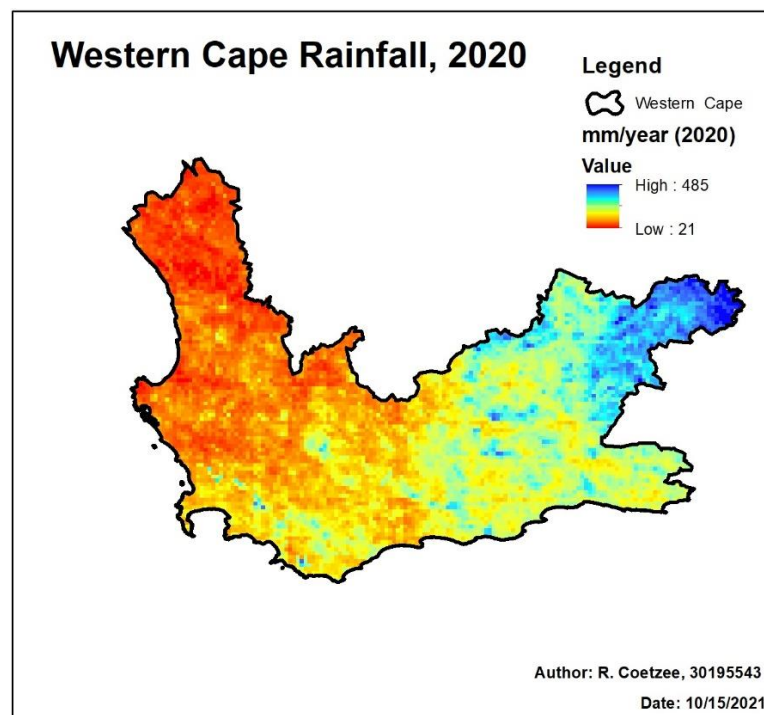 Western Cape Rainfall, 2020
Legend
Western Cape
mm/year (2020)
Value
High : 485
Low : 21
Author: R. Coetzee, 30195543
Date: 10/15/2021